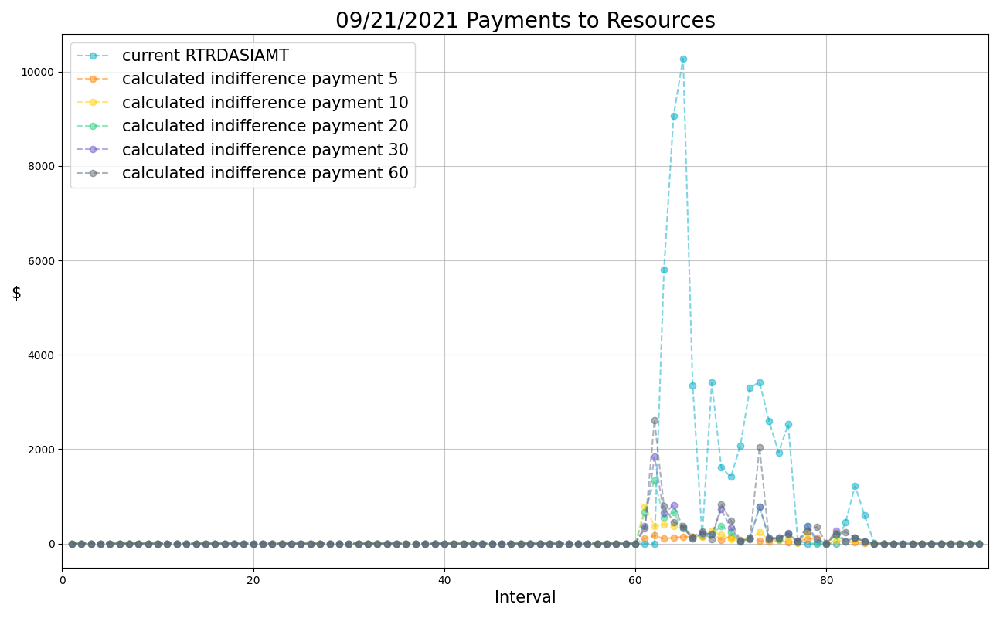 09/21/2021 Payments to Resources
current RTRDASIAMT
calculated indifference payment 5
calculated indifference payment 10
calculated indifference payment 20
calculated indifference payment 30
calculated indifference payment 60
10000
8000
6000
4000
2000
0
$
0 20 40 60 80
Interval